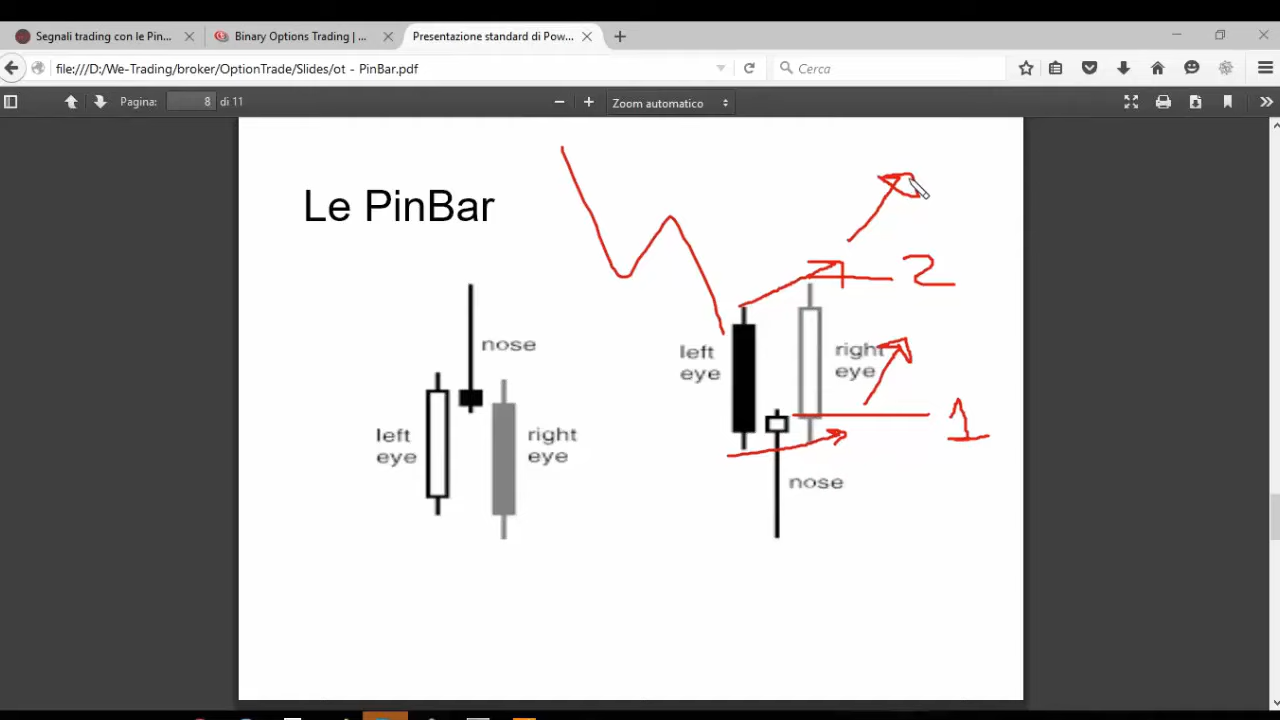 Segnali trading con le Pin...
Binary Options Trading | ...
Presentazione standard di Pow...
file:///D:/We-Trading/broker/OptionTrade/Slides/ot - PinBar.pdf
Cerca
Pagina:
8
di 11
Zoom automatico
Le PinBar
2
nose
left
eye
right
eye
1
left
eye
right
eye
nose